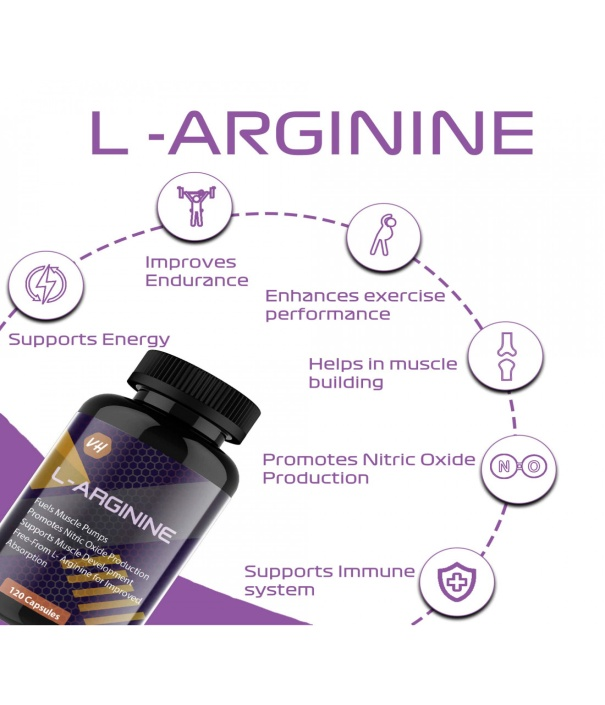 L -ARGININE
Improves
Endurance
Enhances exercise
performance
Supports Energy
Helps in muscle
building
Promotes Nitric Oxide
Production
N O
Supports Immune
system
VH
L-ARGININE
Fuels Muscle Pumps
Promotes Nitric Oxide Production
Supports Muscle Development
Free-From L- Arginine for Improved
Absorption
120 Capsules